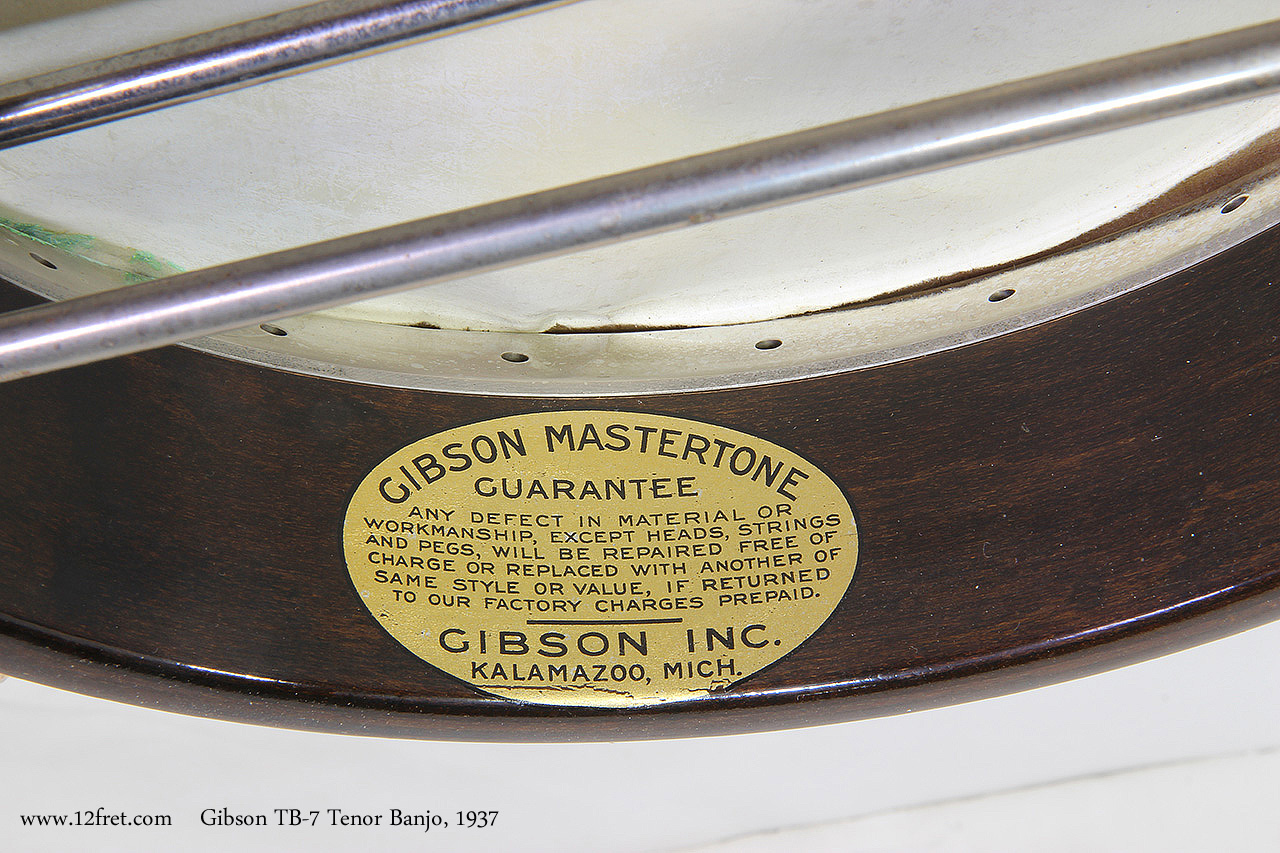 GIBSON MASTERTONE
GUARANTEE
ANY DEFECT IN MATERIAL OR
WORKMANSHIP, EXCEPT HEADS, STRINGS
AND PEGS, WILL BE REPAIRED FREE OF
CHARGE OR REPLACED WITH ANOTHER OF
SAME STYLE OR VALUE, IF RETURNED
TO OUR FACTORY CHARGES PREPAID.
GIBSON INC.
KALAMAZOO, MICH.
www.12fret.com Gibson TB-7 Tenor Banjo, 1937